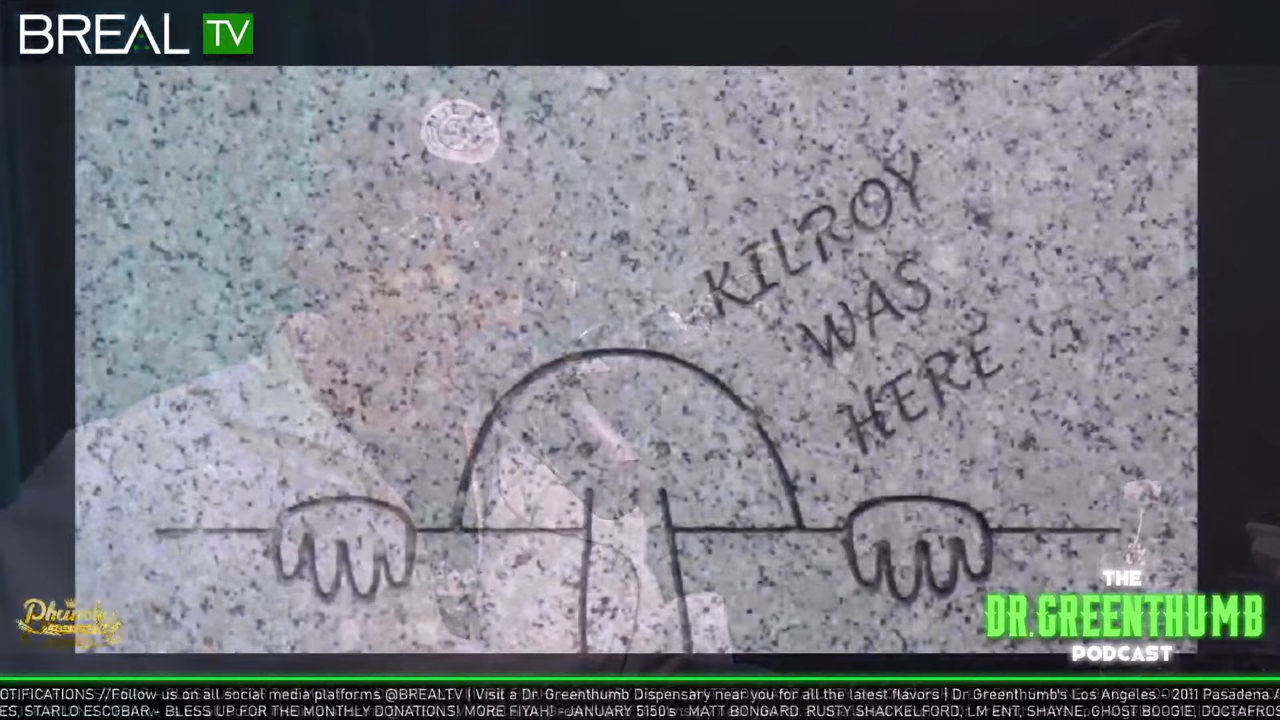 BREAL TV
KILROY
WAS
HERE
THE
DR.GREENTHUMB
PODCAST
OTIFICATIONS //Follow us on all social media platforms @BREALTV | Visit a Dr. Greenthumb Dispensary near you for all the latest flavors | Dr. Greenthumb's Los Angeles - 2011 Pasadena A
ES, STARLO ESCOBAR - BLESS UP FOR THE MONTHLY DONATIONS! MORE FIYAH! -JANUARY 5150's - MATT BONGARD, RUSTY SHACKELFORD, LM ENT, SHAYNE, GHOST BOOGIE, DOCTAFROS